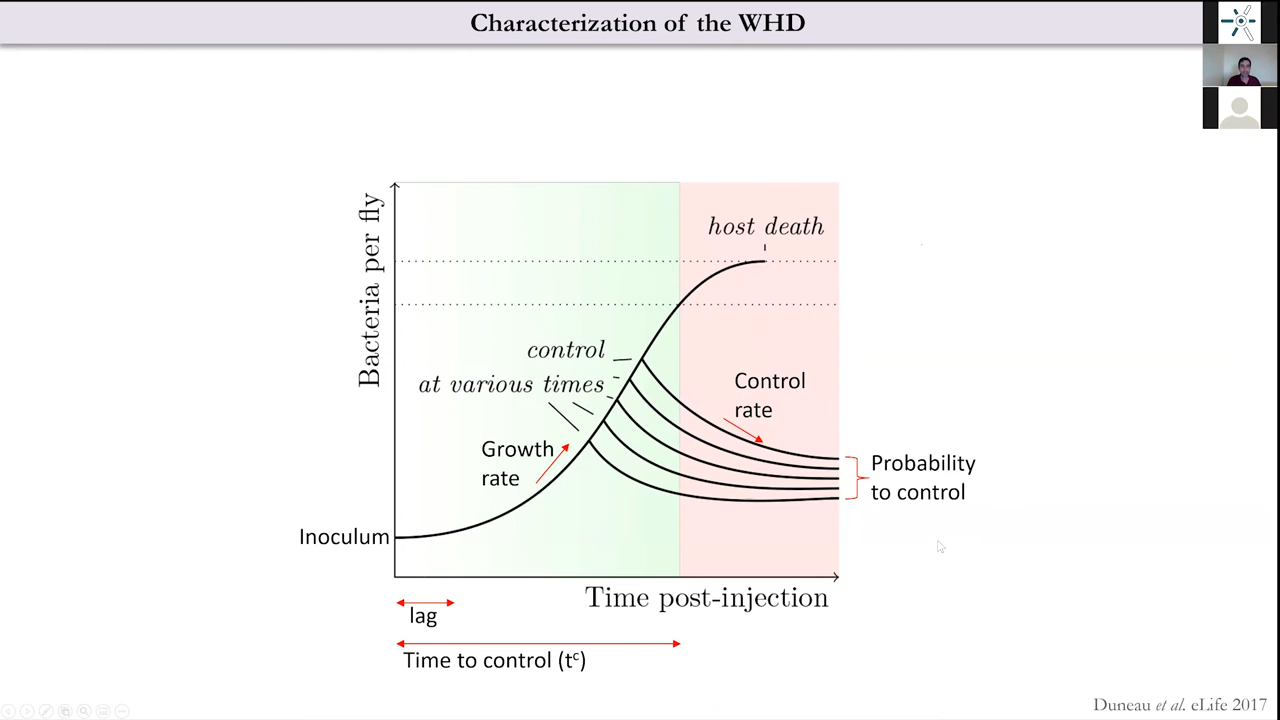 Characterization of the WHD
Bacteria per fly
host death
control
at various times
Control
rate
Growth
rate
Probability
to control
Inoculum
Time post-injection
lag
Time to control (tᶜ)
Duneau et al. eLife 2017